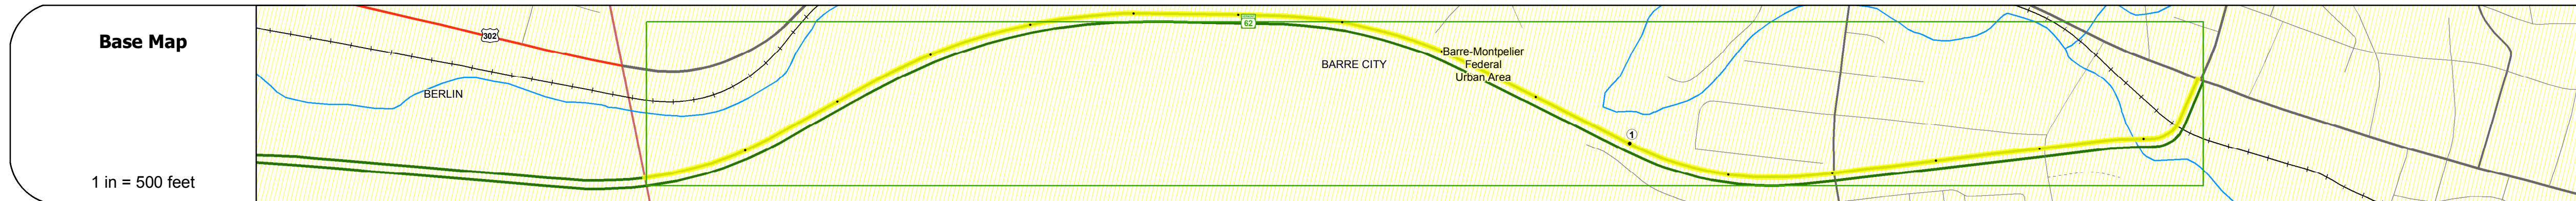 Base Map
1 in = 500 feet
302
BERLIN
62
BARRE CITY
Barre-Montpelier
Federal
Urban Area
1